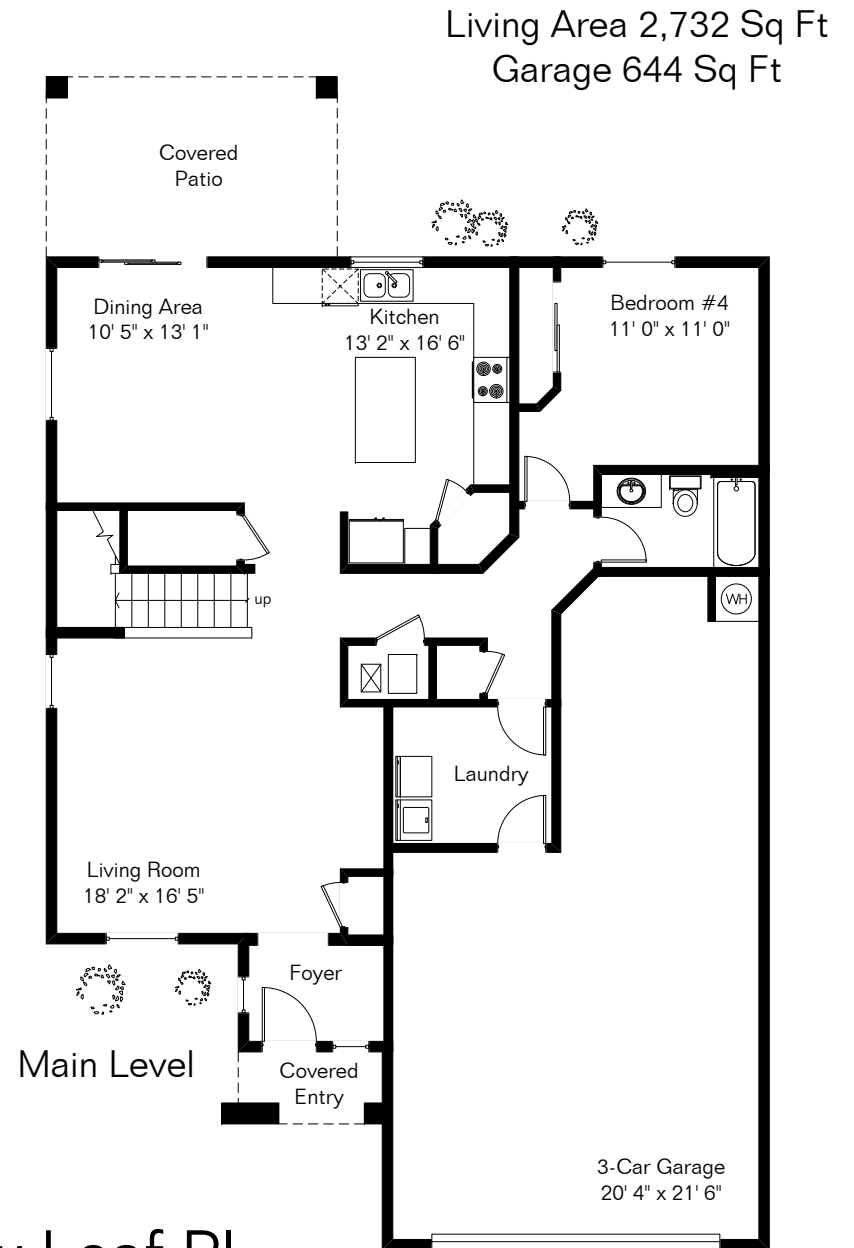 Living Area 2,732 Sq Ft
Garage 644 Sq Ft
Covered
Patio
Dining Area
10' 5" x 13' 1"
Kitchen
13' 2" x 16' 6"
Bedroom #4
11' 0" x 11' 0"
up
WH
Laundry
Living Room
18' 2" x 16' 5"
Foyer
Main Level
Covered
Entry
3-Car Garage
20' 4" x 21' 6"